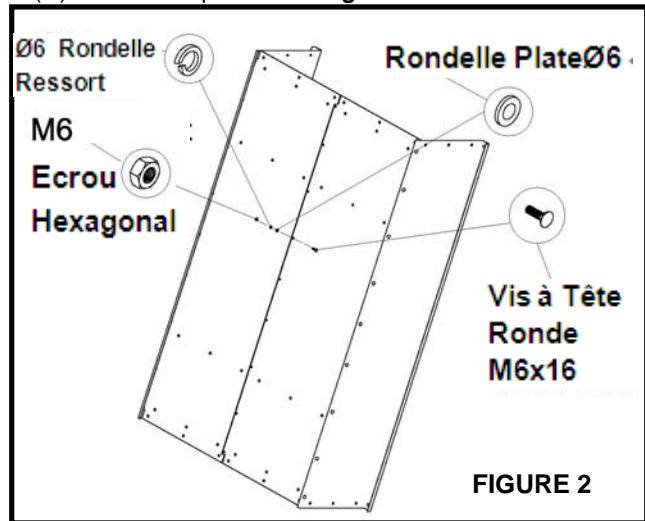 Ø6 Rondelle
Ressort
Rondelle PlateØ6
M6
Ecrou
Hexagonal
:
Vis à Tête
Ronde
M6x16
FIGURE 2